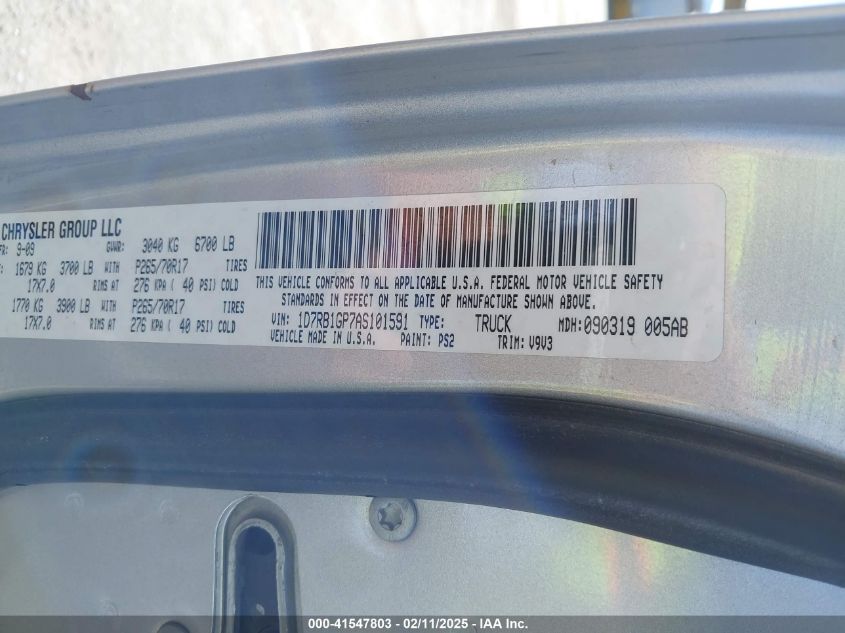 CHRYSLER GROUP LLC
FR: 9-09 GVWR: 3040 KG 6700 LB
1679 KG 3700 LB WITH P265/70R17 TIRES
17X7.0 RIMS AT 276 KPA ( 40 PSI) COLD
1770 KG 3900 LB WITH P265/70R17 TIRES
17X7.0 RIMS AT 276 KPA ( 40 PSI) COLD
THIS VEHICLE CONFORMS TO ALL APPLICABLE U.S.A. FEDERAL MOTOR VEHICLE SAFETY
STANDARDS IN EFFECT ON THE DATE OF MANUFACTURE SHOWN ABOVE.
VIN: 1D7RB1GP7AS101591 TYPE: TRUCK MDH:090319 005AB
VEHICLE MADE IN U.S.A. PAINT: PS2 TRIM: V9V3
000-41547803 - 02/11/2025 - IAA Inc.